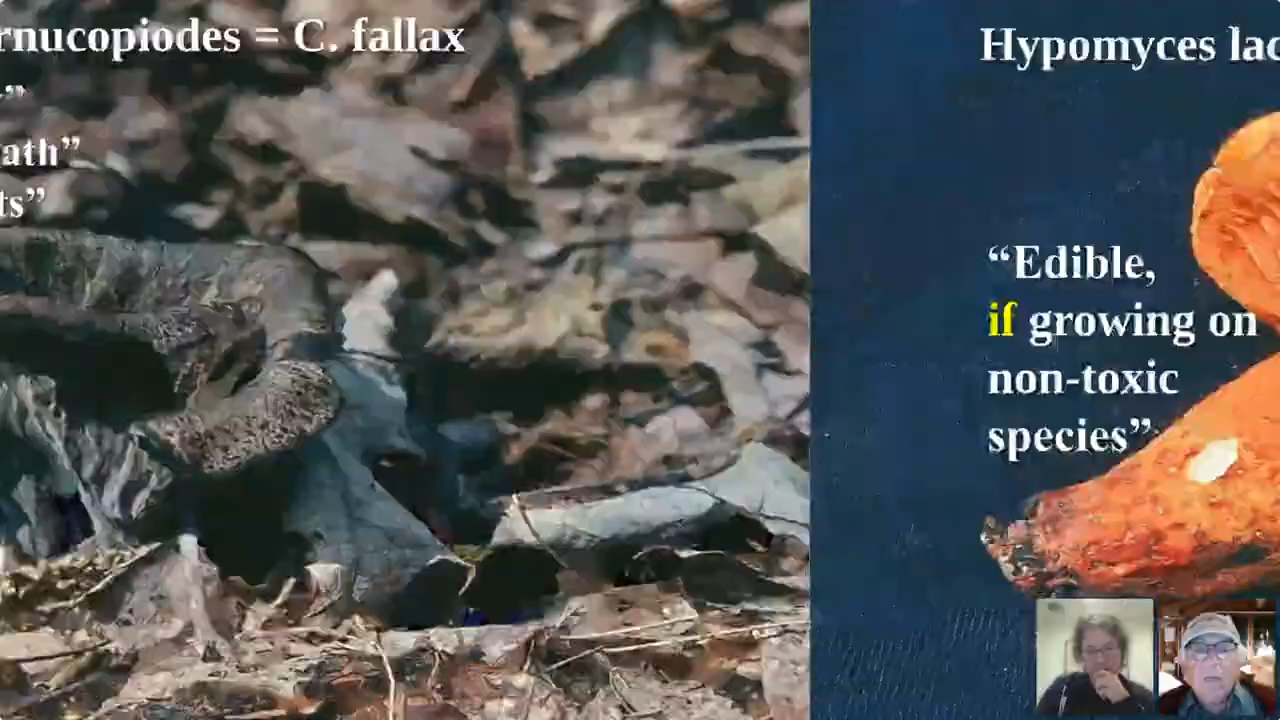 rnucopiodes = C. fallax
”
ath”
ts”
Hypomyces lac
“Edible,
if growing on
non-toxic
species”